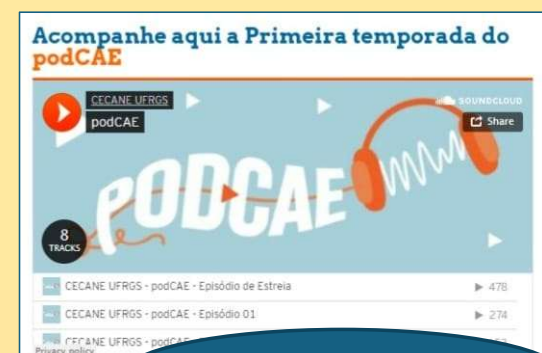 Acompanhe aqui a Primeira temporada do
podCAE
CECANE UFRGS
podCAE
SOUNDCLOUD
Share
PODCAE
8
TRACKS
CECANE UFRGS - podCAE - Episódio de Estreia
478
CECANE UFRGS - podCAE - Episódio 01
274
CECANE UFRGS - podCAE
Privacy policy